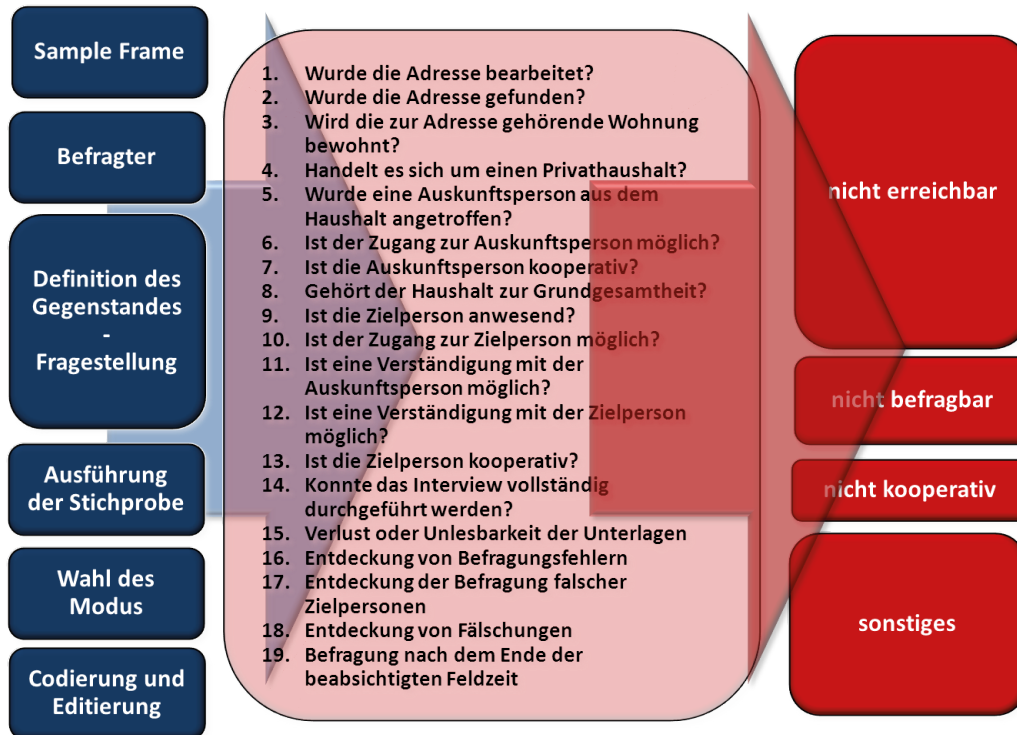 Sample Frame
Befragter
Definition des
Gegenstandes
-
Fragestellung
Ausführung
der Stichprobe
Wahl des
Modus
Codierung und
Editierung
1. Wurde die Adresse bearbeitet?
2. Wurde die Adresse gefunden?
3. Wird die zur Adresse gehörende Wohnung
bewohnt?
4. Handelt es sich um einen Privathaushalt?
5. Wurde eine Auskunftsperson aus dem
Haushalt angetroffen?
6. Ist der Zugang zur Auskunftsperson möglich?
7. Ist die Auskunftsperson kooperativ?
8. Gehört der Haushalt zur Grundgesamtheit?
9. Ist die Zielperson anwesend?
10. Ist der Zugang zur Zielperson möglich?
11. Ist eine Verständigung mit der
Auskunftsperson möglich?
12. Ist eine Verständigung mit der Zielperson
möglich?
13. Ist die Zielperson kooperativ?
14. Konnte das Interview vollständig
durchgeführt werden?
15. Verlust oder Unlesbarkeit der Unterlagen
16. Entdeckung von Befragungsfehlern
17. Entdeckung der Befragung falscher
Zielpersonen
18. Entdeckung von Fälschungen
19. Befragung nach dem Ende der
beabsichtigten Feldzeit
nicht erreichbar
nicht befragbar
nicht kooperativ
sonstiges